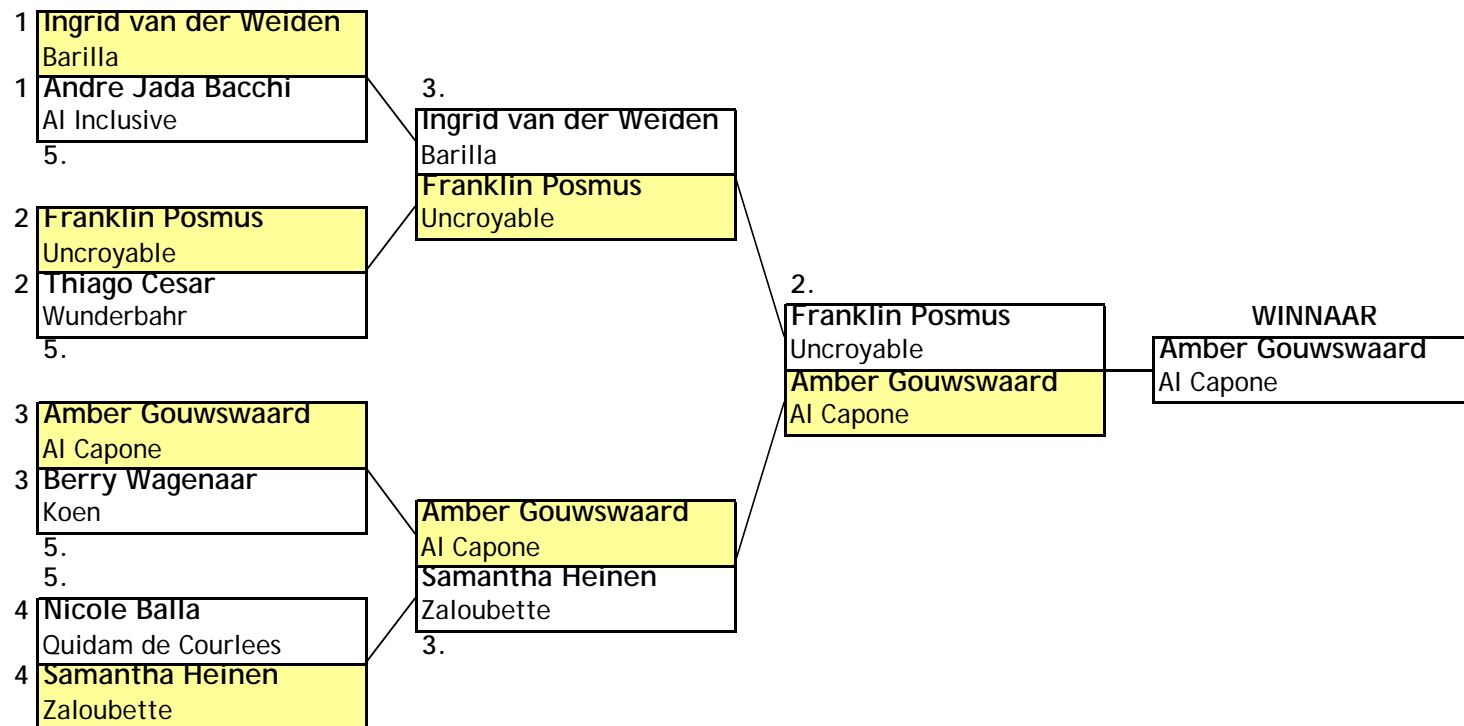 1 Ingrid van der Weiden
Barilla
1 Andre Jada Bacchi
Al Inclusive
5.
2 Franklin Posmus
Uncroyable
2 Thiago Cesar
Wunderbahr
5.
3 Amber Gouwswaard
Al Capone
3 Berry Wagenaar
Koen
5.
5.
4 Nicole Balla
Quidam de Courlees
4 Samantha Heinen
Zaloubette
3.
Ingrid van der Weiden
Barilla
Franklin Posmus
Uncroyable
Amber Gouwswaard
Al Capone
Samantha Heinen
Zaloubette
3.
2.
Franklin Posmus
Uncroyable
Amber Gouwswaard
Al Capone
WINNAAR
Amber Gouwswaard
Al Capone